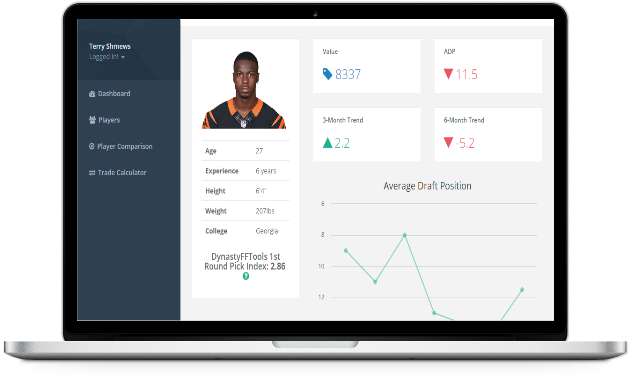 Terry Shmews
Logged In!
Dashboard
Players
Player Comparison
Trade Calculator
Age 27
Experience 6 years
Height 6'4"
Weight 207lbs
College Georgia
DynastyFFTools 1st
Round Pick Index: 2.86
Value
8337
ADP
11.5
3-Month Trend
2.2
6-Month Trend
5.2
Average Draft Position
6
8
10
12